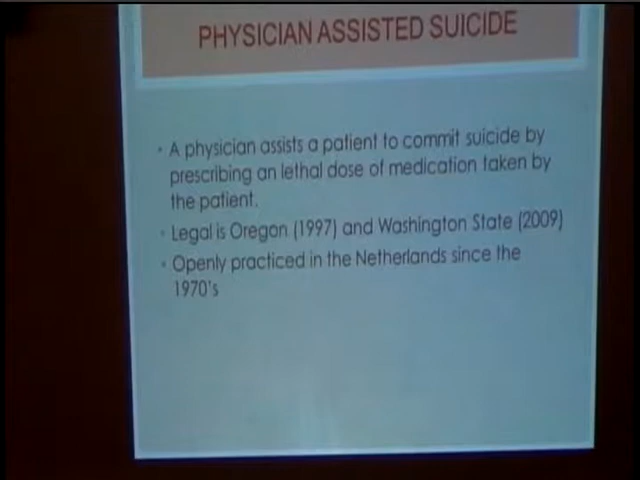 PHYSICIAN ASSISTED SUICIDE
• A physician assists a patient to commit suicide by
prescribing an lethal dose of medication taken by
the patient.
• Legal is Oregon (1997) and Washington State (2009)
• Openly practiced in the Netherlands since the
1970's